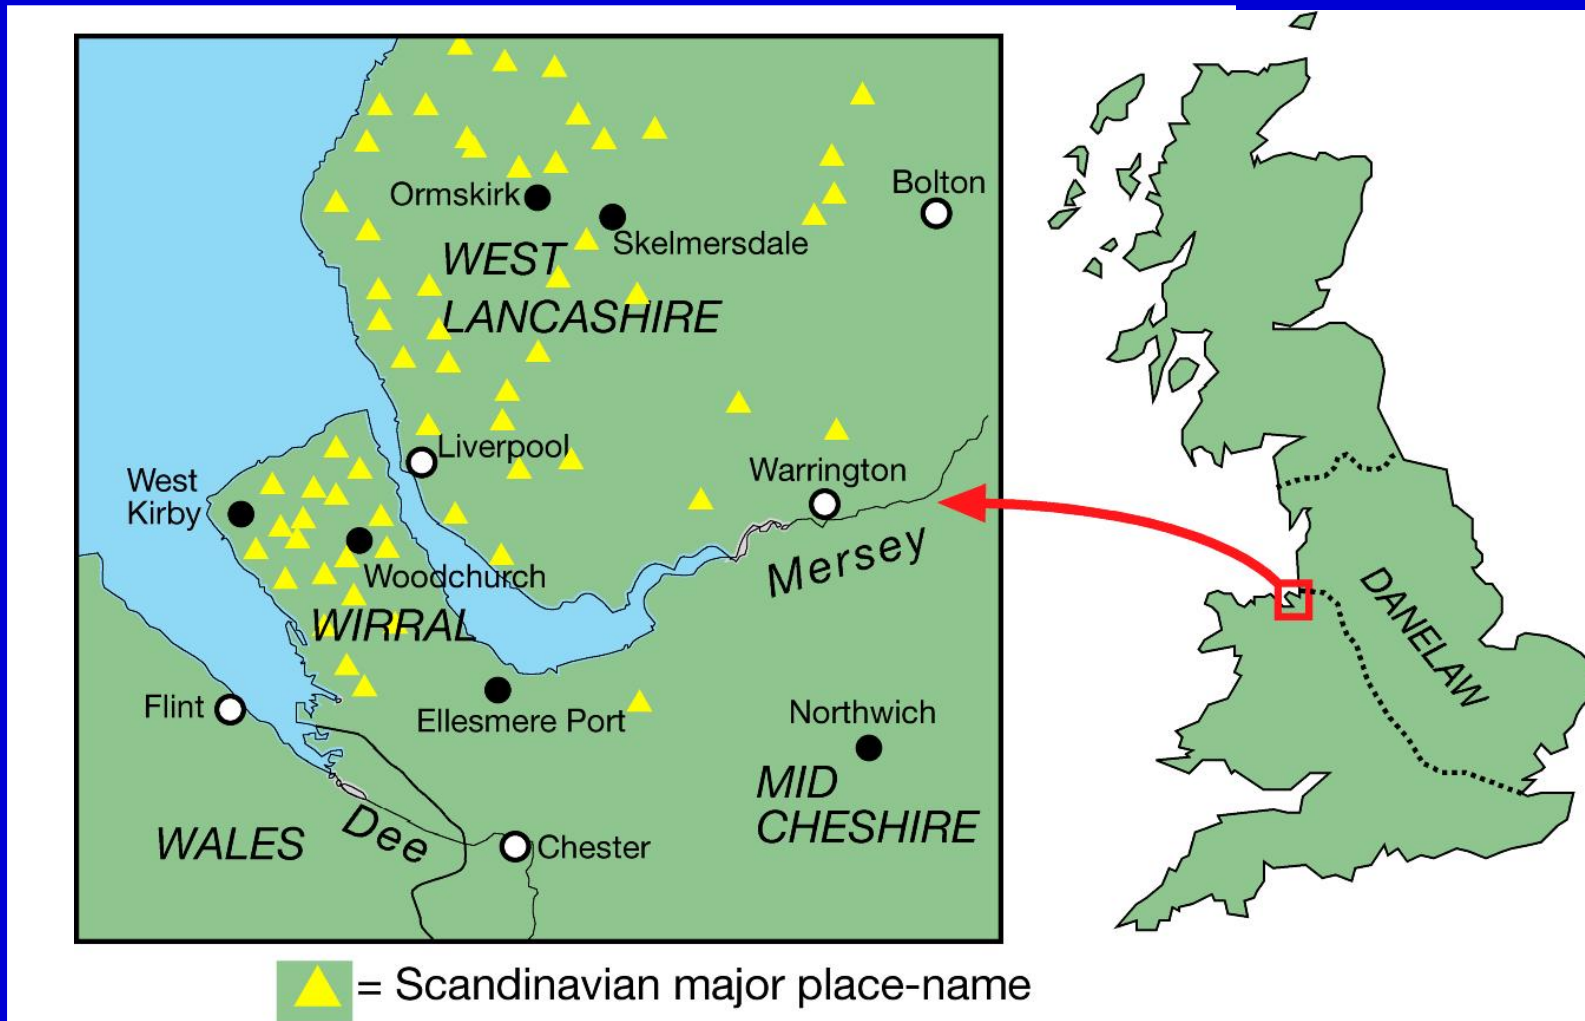 Bolton
Ormskirk
Skelmersdale
WEST
LANCASHIRE
Liverpool
Warrington
West
Kirby
Mersey
Woodchurch
WIRRAL
DANELAW
Flint
Ellesmere Port
Northwich
MID
CHESHIRE
WALES
Dee
Chester
= Scandinavian major place-name